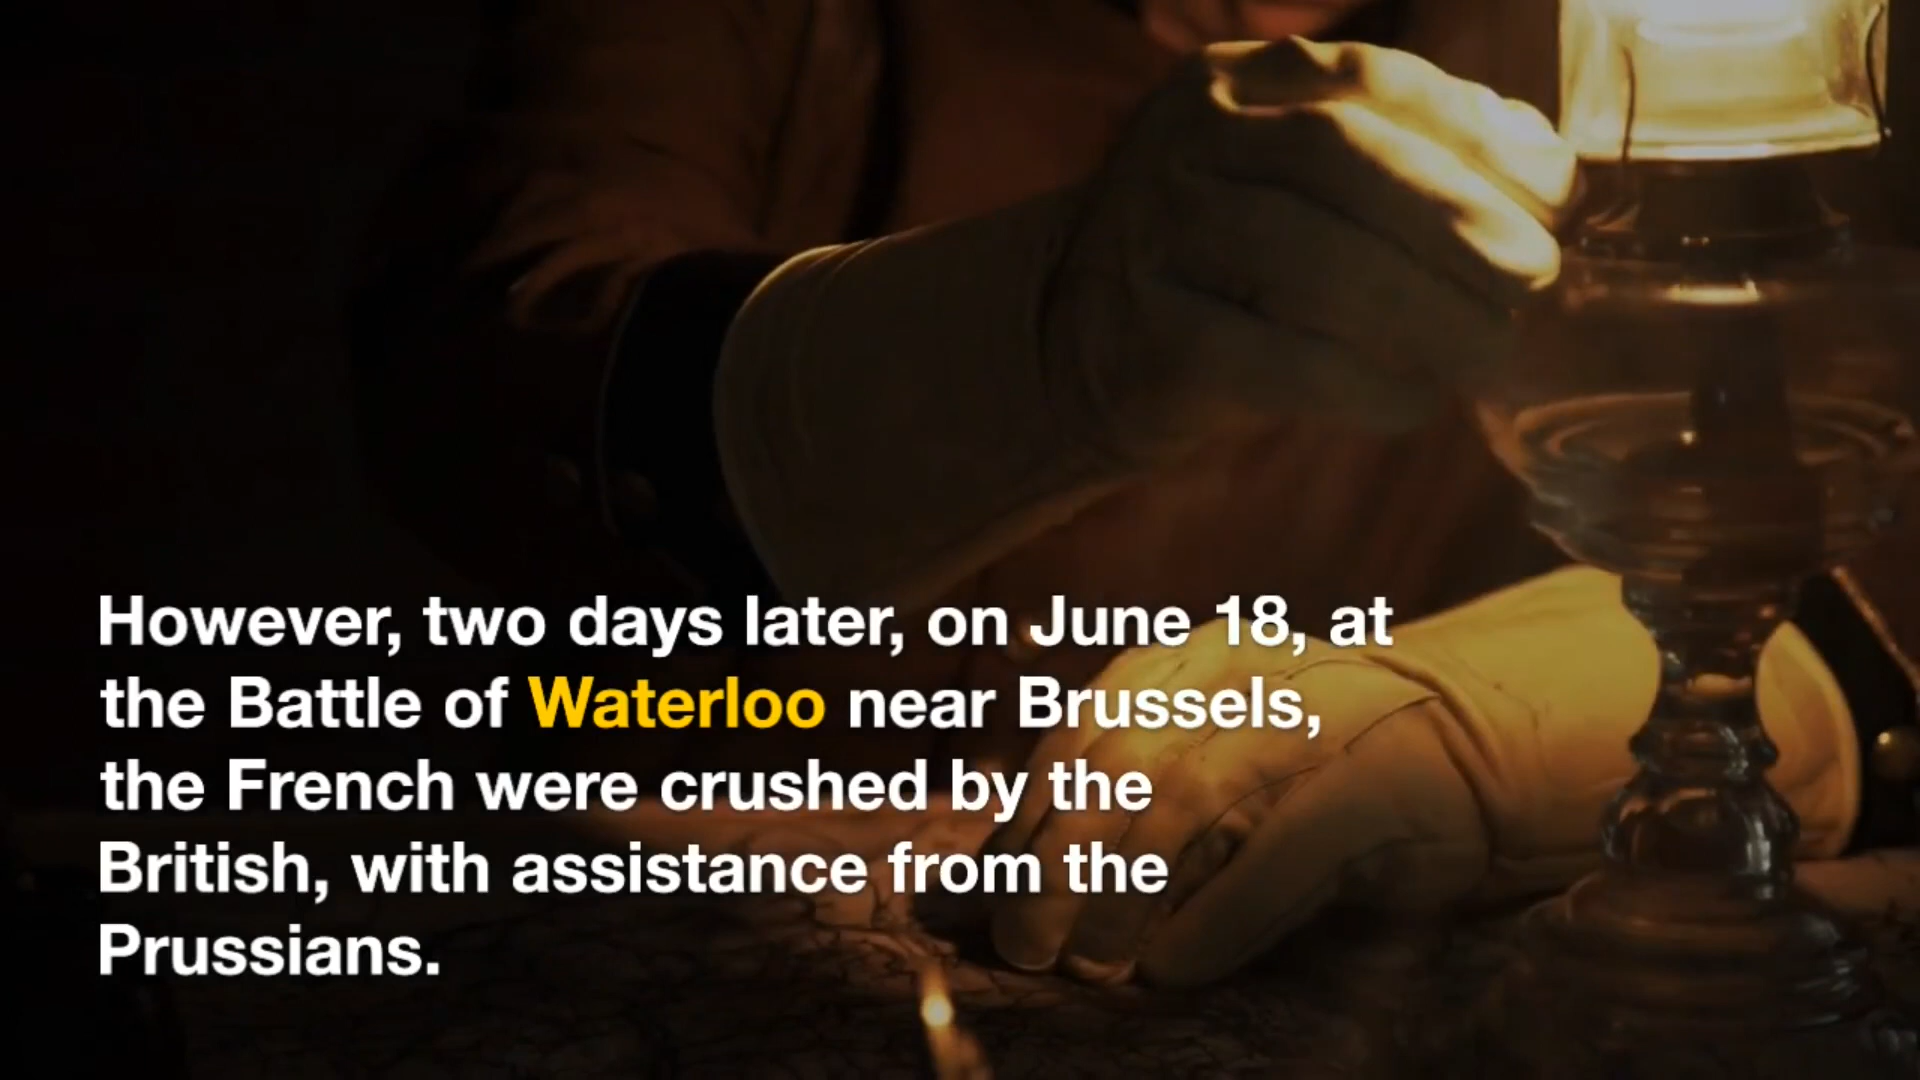 However, two days later, on June 18, at
the Battle of Waterloo near Brussels,
the French were crushed by the
British, with assistance from the
Prussians.